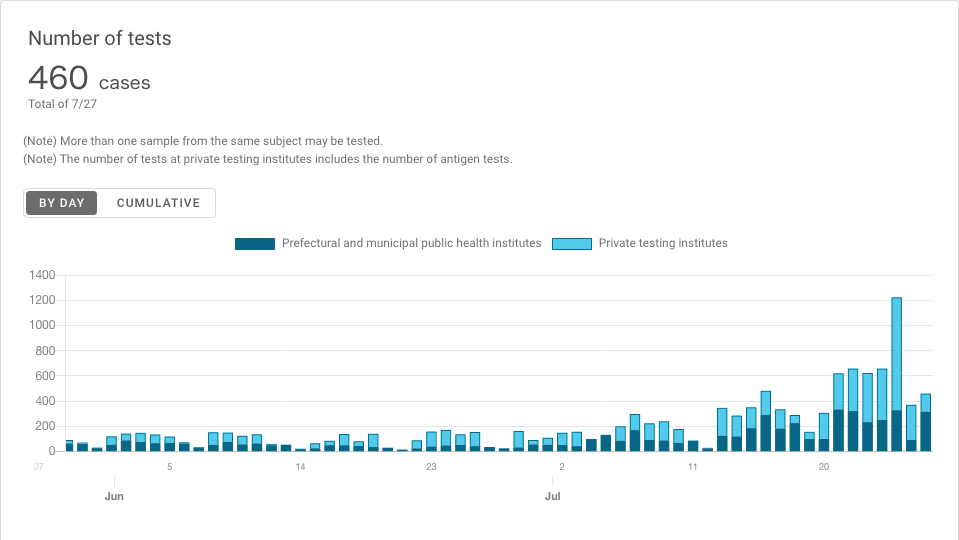 Number of tests
460 cases
Total of 7/27
(Note) More than one sample from the same subject may be tested.
(Note) The number of tests at private testing institutes includes the number of antigen tests.
BY DAY CUMULATIVE
Prefectural and municipal public health institutes Private testing institutes
1400
1200
1000
800
600
400
200
0
27 5 14 23 2 11 20
Jun Jul